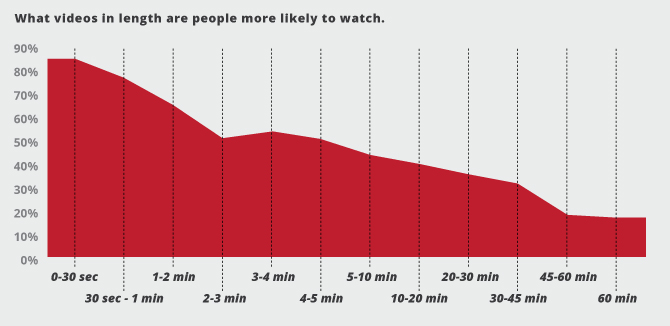 What videos in length are people more likely to watch.
90%
80%
70%
60%
50%
40%
30%
20%
10%
0%
0-30 sec
30 sec - 1 min
1-2 min
2-3 min
3-4 min
4-5 min
5-10 min
10-20 min
20-30 min
30-45 min
45-60 min
60 min